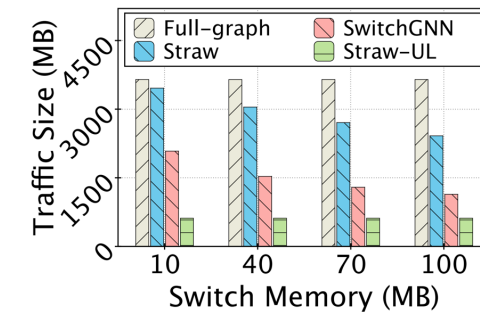 Full-graph SwitchGNN
Straw Straw-UL
Traffic Size (MB)
4500
3000
1500
0
10 40 70 100
Switch Memory (MB)